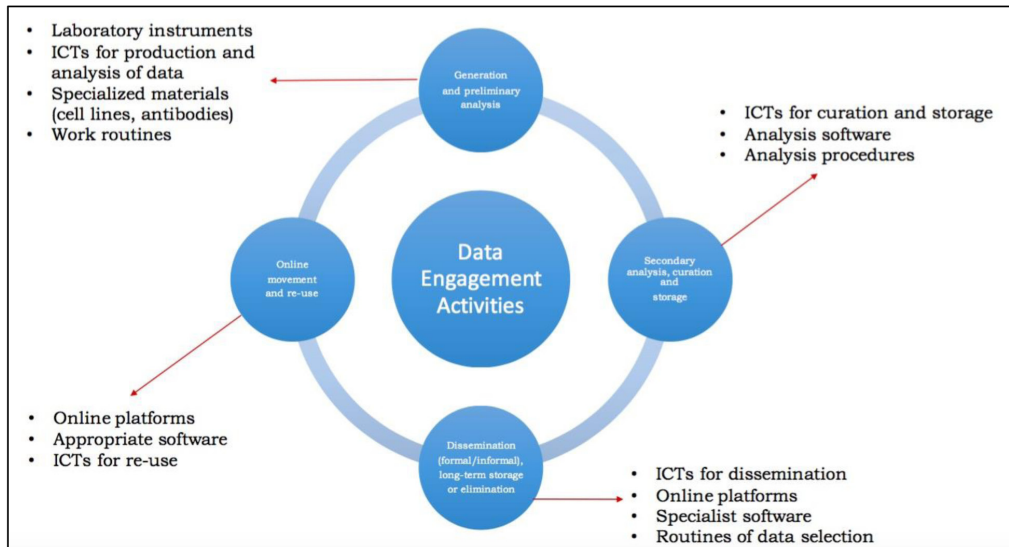 • Laboratory instruments
• ICTs for production and
analysis of data
• Specialized materials
(cell lines, antibodies)
• Work routines
Generation
and preliminary
analysis
• ICTs for curation and storage
• Analysis software
• Analysis procedures
Online
movement
and re-use
Data
Engagement
Activities
Secondary
analysis, curation
and
storage
• Online platforms
• Appropriate software
• ICTs for re-use
Dissemination
(formal/informal),
long-term storage
or elimination
• ICTs for dissemination
• Online platforms
• Specialist software
• Routines of data selection